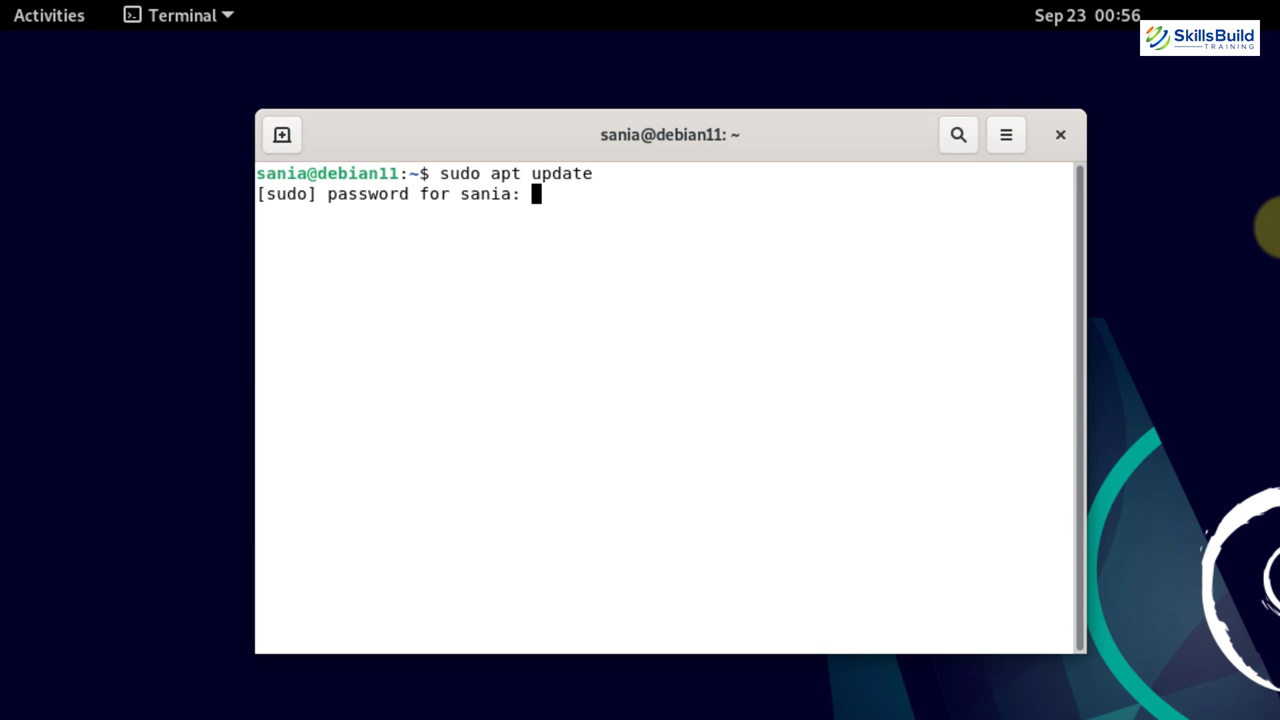 Activities Terminal Sep 23 00:56
SkillsBuild
TRAINING
sania@debian11: ~
sania@debian11:~$ sudo apt update
[sudo] password for sania: